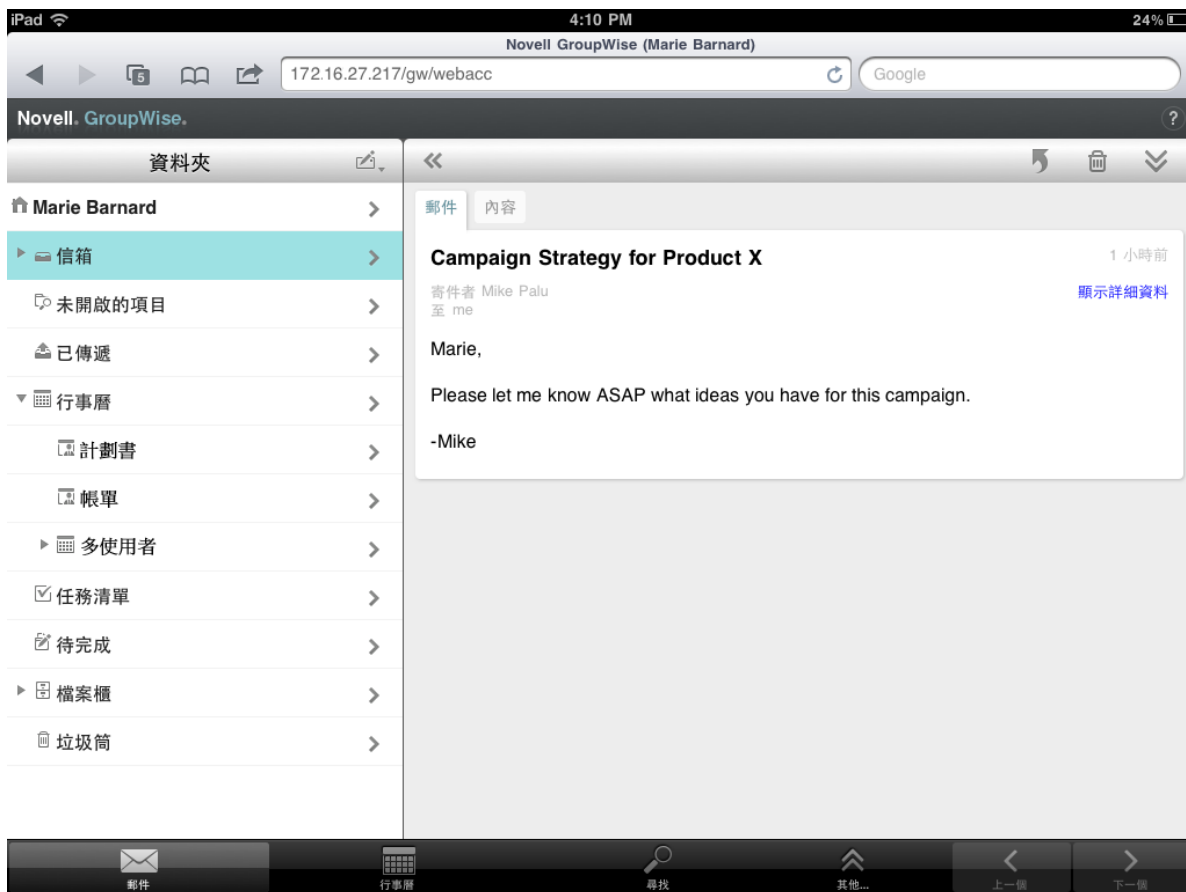 iPad 4:10 PM 24%
Novell GroupWise (Marie Barnard)
5 172.16.27.217/gw/webacc Google
Novell. GroupWise. ?
資料夾
Marie Barnard
信箱
未開啟的項目
已傳遞
行事曆
計劃書
帳單
多使用者
任務清單
待完成
檔案櫃
垃圾筒
郵件 內容
Campaign Strategy for Product X 1 小時前
寄件者 Mike Palu 顯示詳細資料
至 me
Marie,
Please let me know ASAP what ideas you have for this campaign.
-Mike
郵件 行事曆 尋找 其他... 上一個 下一個